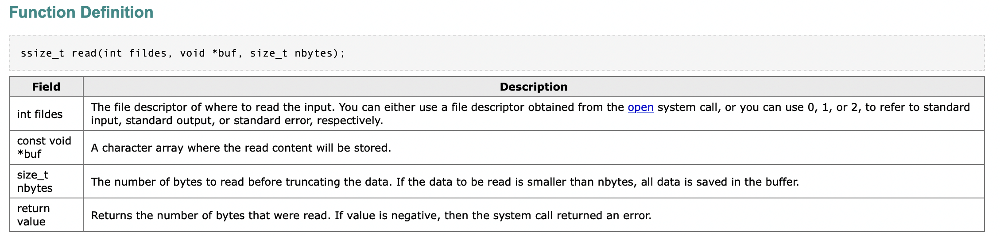 Function Definition
ssize_t read(int fildes, void *buf, size_t nbytes);
Field
Description
int fildes
The file descriptor of where to read the input. You can either use a file descriptor obtained from the open system call, or you can use 0, 1, or 2, to refer to standard
input, standard output, or standard error, respectively.
const void
*buf
A character array where the read content will be stored.
size_t
nbytes
The number of bytes to read before truncating the data. If the data to be read is smaller than nbytes, all data is saved in the buffer.
return
value
Returns the number of bytes that were read. If value is negative, then the system call returned an error.